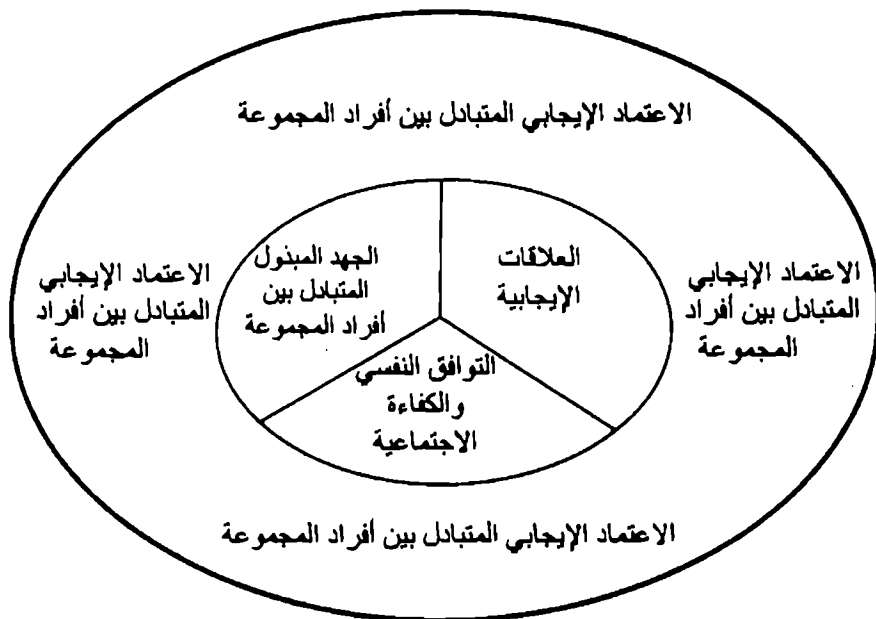 الاعتماد الإيجابي المتبادل بين أفراد المجموعة
العلاقات
الإيجابية
الجهد المبذول
المتبادل
بين
أفراد المجموعة
التوافق النفسي
والكفاءة
الاجتماعية
الاعتماد الإيجابي
المتبادل بين أفراد
المجموعة
الاعتماد الإيجابي
المتبادل بين أفراد
المجموعة
الاعتماد الإيجابي المتبادل بين أفراد المجموعة